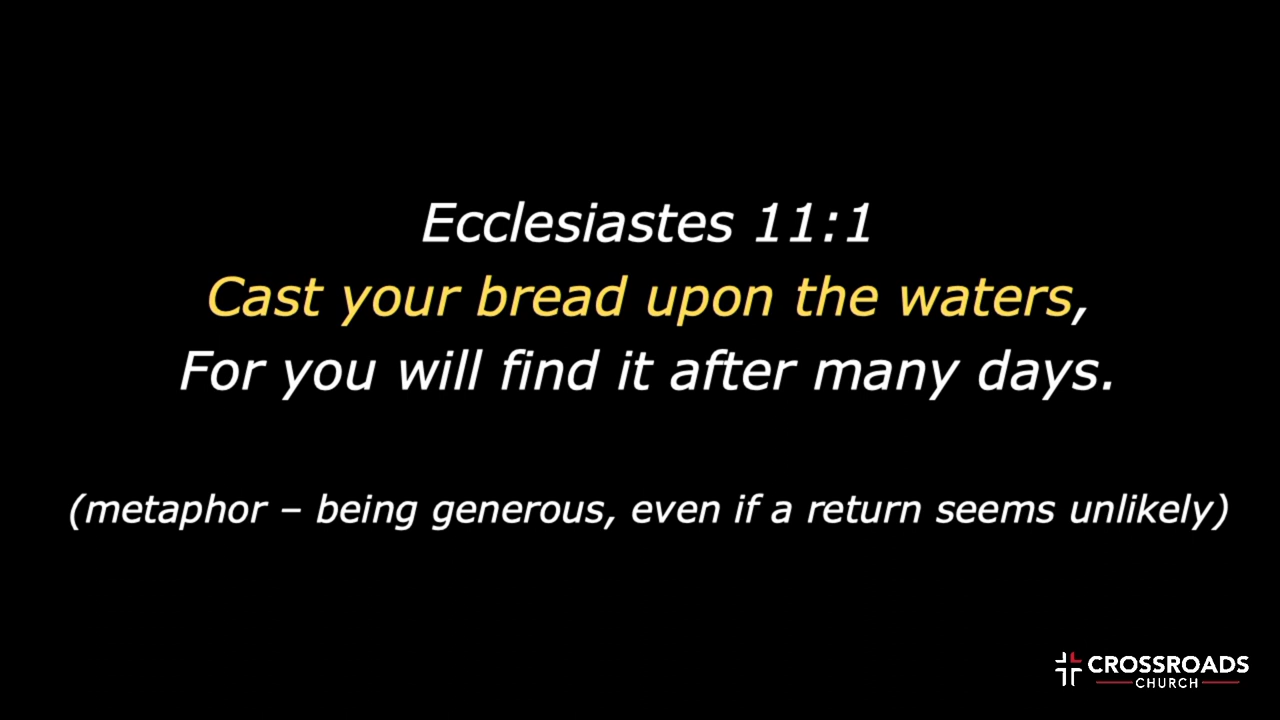 Ecclesiastes 11:1
Cast your bread upon the waters,
For you will find it after many days.
(metaphor – being generous, even if a return seems unlikely)
CROSSROADS
CHURCH